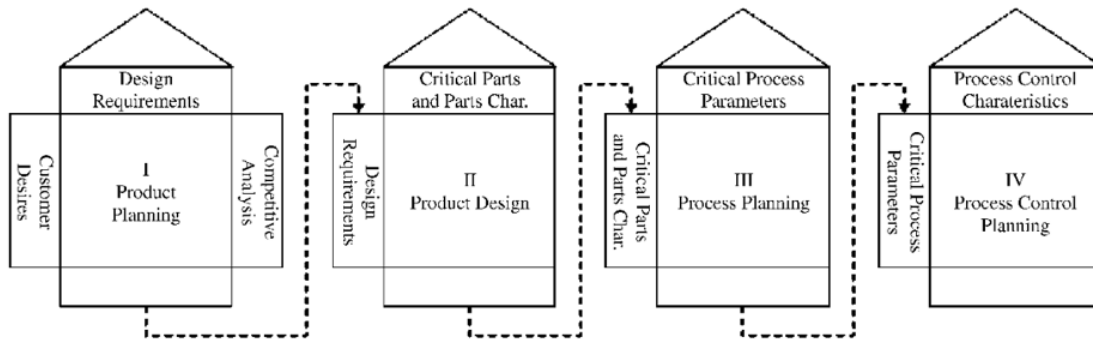 Design
Requirements
Customer
Desires
I
Product
Planning
Competitive
Analysis
Critical Parts
and Parts Char.
Design
Requirements
II
Product Design
Critical Process
Parameters
Critical Parts
and Parts Char.
III
Process Planning
Process Control
Charateristics
Critical Process
Parameters
IV
Process Control
Planning